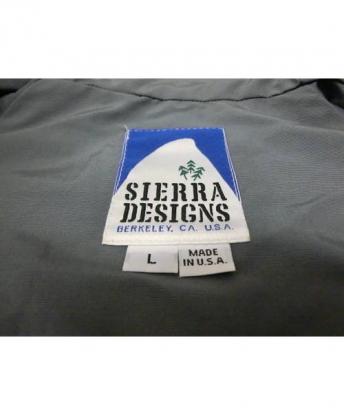 SIERRA
DESIGNS
BERKELEY, CA. U.S.A.
L
MADE
IN U.S.A.